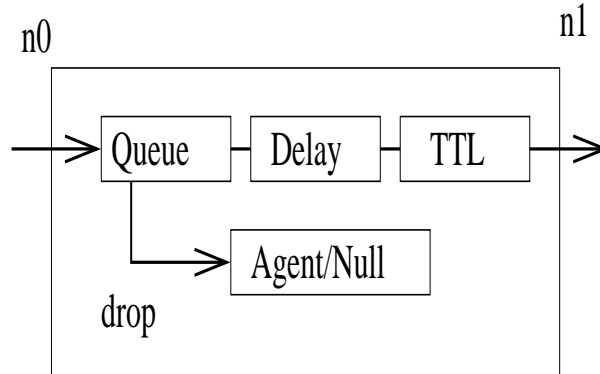 n0
n1
Queue
Delay
TTL
Agent/Null
drop